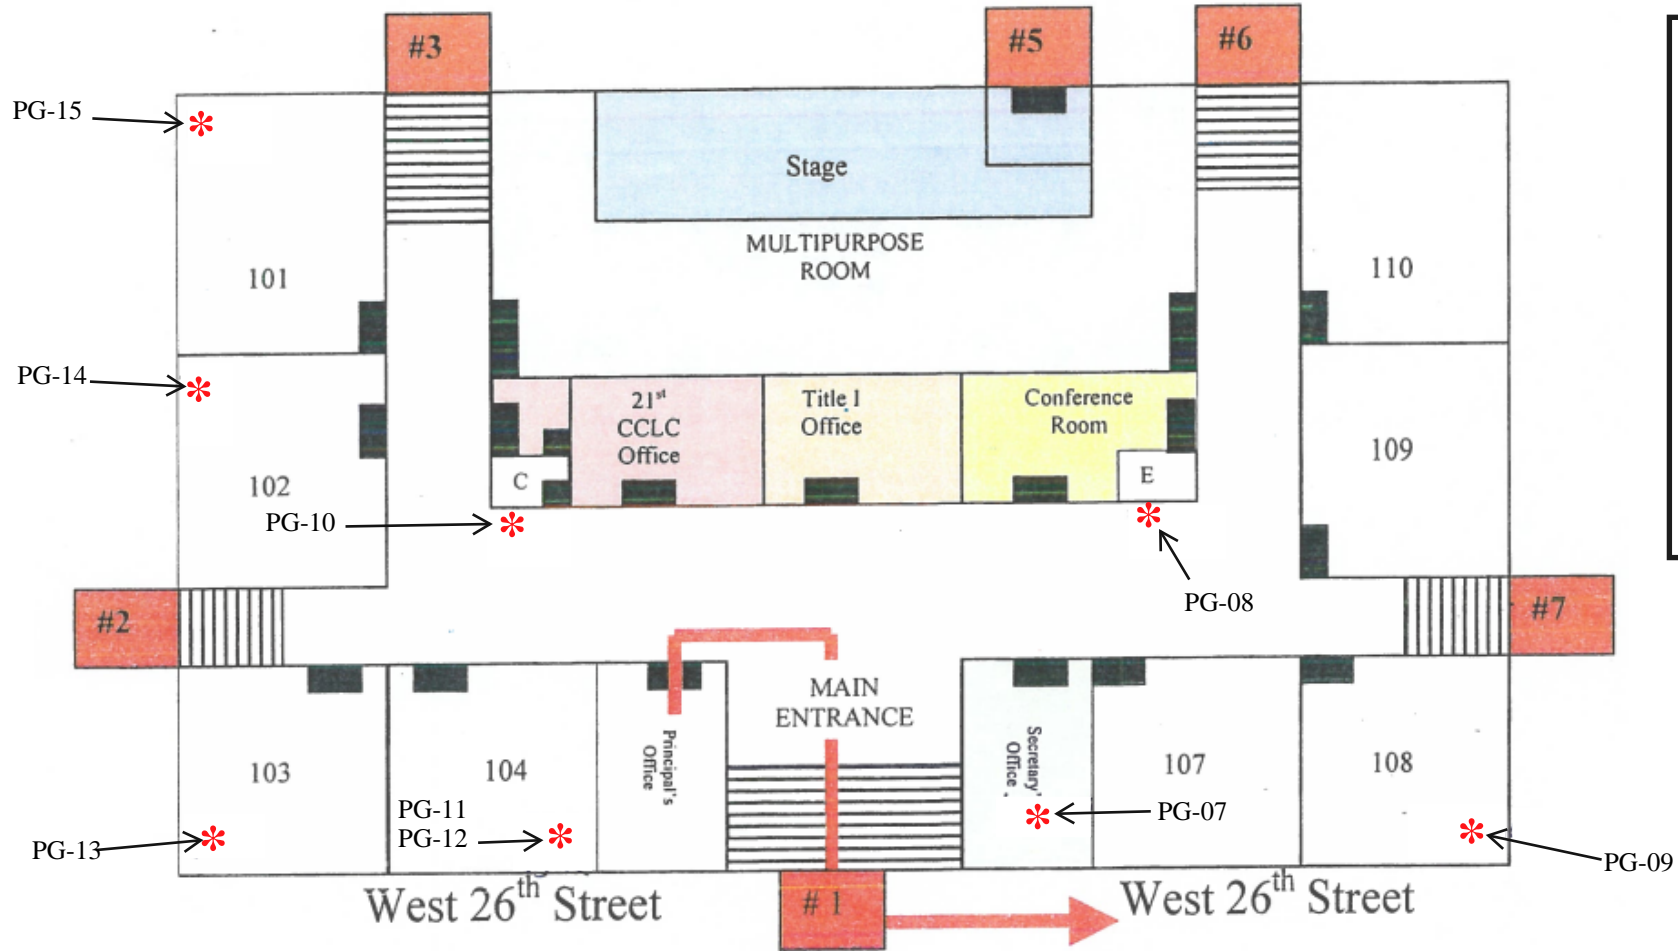 #3
#5
#6
PG-15
Stage
MULTIPURPOSE
ROOM
101
110
PG-14
21st
CCLC
Office
Title I
Office
Conference
Room
109
102
C
E
PG-10
PG-08
#2
#7
MAIN
ENTRANCE
Principal's
Office
Secretary'
Office
103
104
107
108
PG-11
PG-12
PG-07
PG-13
PG-09
West 26th Street
# 1
West 26th Street